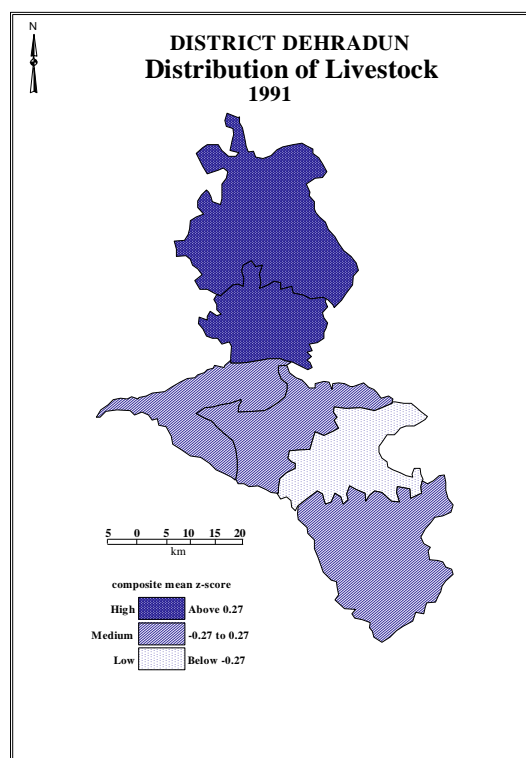 N
DISTRICT DEHRADUN
Distribution of Livestock
1991
5 0 5 10 15 20
km
composite mean z-score
High Above 0.27
Medium -0.27 to 0.27
Low Below -0.27